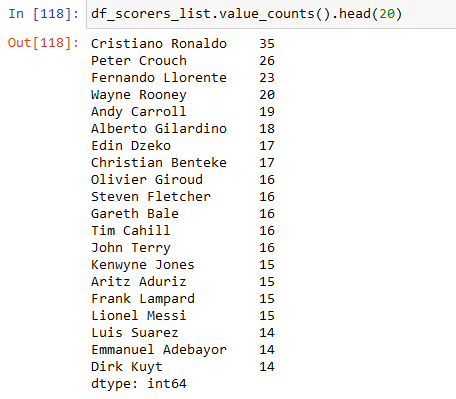 In [118]: df_scorers_list.value_counts().head(20)
Out[118]: Cristiano Ronaldo    35
Peter Crouch         26
Fernando Llorente    23
Wayne Rooney         20
Andy Carroll         19
Alberto Gilardino    18
Edin Dzeko           17
Christian Benteke    17
Olivier Giroud       16
Steven Fletcher      16
Gareth Bale          16
Tim Cahill           16
John Terry           16
Kenwyne Jones        15
Aritz Aduriz         15
Frank Lampard        15
Lionel Messi         15
Luis Suarez          14
Emmanuel Adebayor    14
Dirk Kuyt            14
dtype: int64